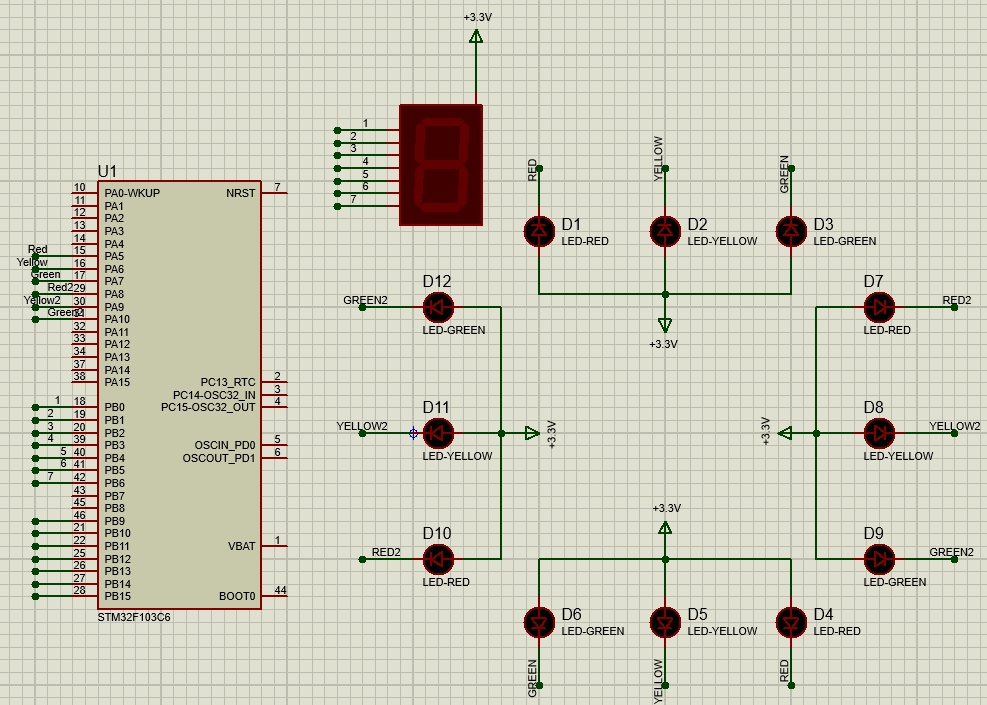 +3.3V
1
2
3
4
5
6
7
RED
YELLOW
GREEN
D1
LED-RED
D2
LED-YELLOW
D3
LED-GREEN
+3.3V
U1
10 PA0-WKUP NRST 7
11 PA1
12 PA2
13 PA3
14 PA4
Red 15 PA5
Yellow 16 PA6
Green 17 PA7
Red2 29 PA8
Yellow2 30 PA9
Green2 31 PA10
32 PA11
33 PA12
34 PA13
37 PA14
38 PA15
PC13_RTC 2
PC14-OSC32_IN 3
PC15-OSC32_OUT 4
1 18 PB0
2 19 PB1
3 20 PB2
4 39 PB3
5 40 PB4
6 41 PB5
7 42 PB6
43 PB7
45 PB8
46 PB9
21 PB10
22 PB11
25 PB12
26 PB13
27 PB14
28 PB15
OSCIN_PD0 5
OSCOUT_PD1 6
VBAT 1
BOOT0 44
STM32F103C6
D12
GREEN2
LED-GREEN
D11
YELLOW2
LED-YELLOW
+3.3V
D10
RED2
LED-RED
D7
RED2
LED-RED
D8
YELLOW2
LED-YELLOW
+3.3V
D9
GREEN2
LED-GREEN
+3.3V
D6
LED-GREEN
D5
LED-YELLOW
D4
LED-RED
GREEN
YELLOW
RED